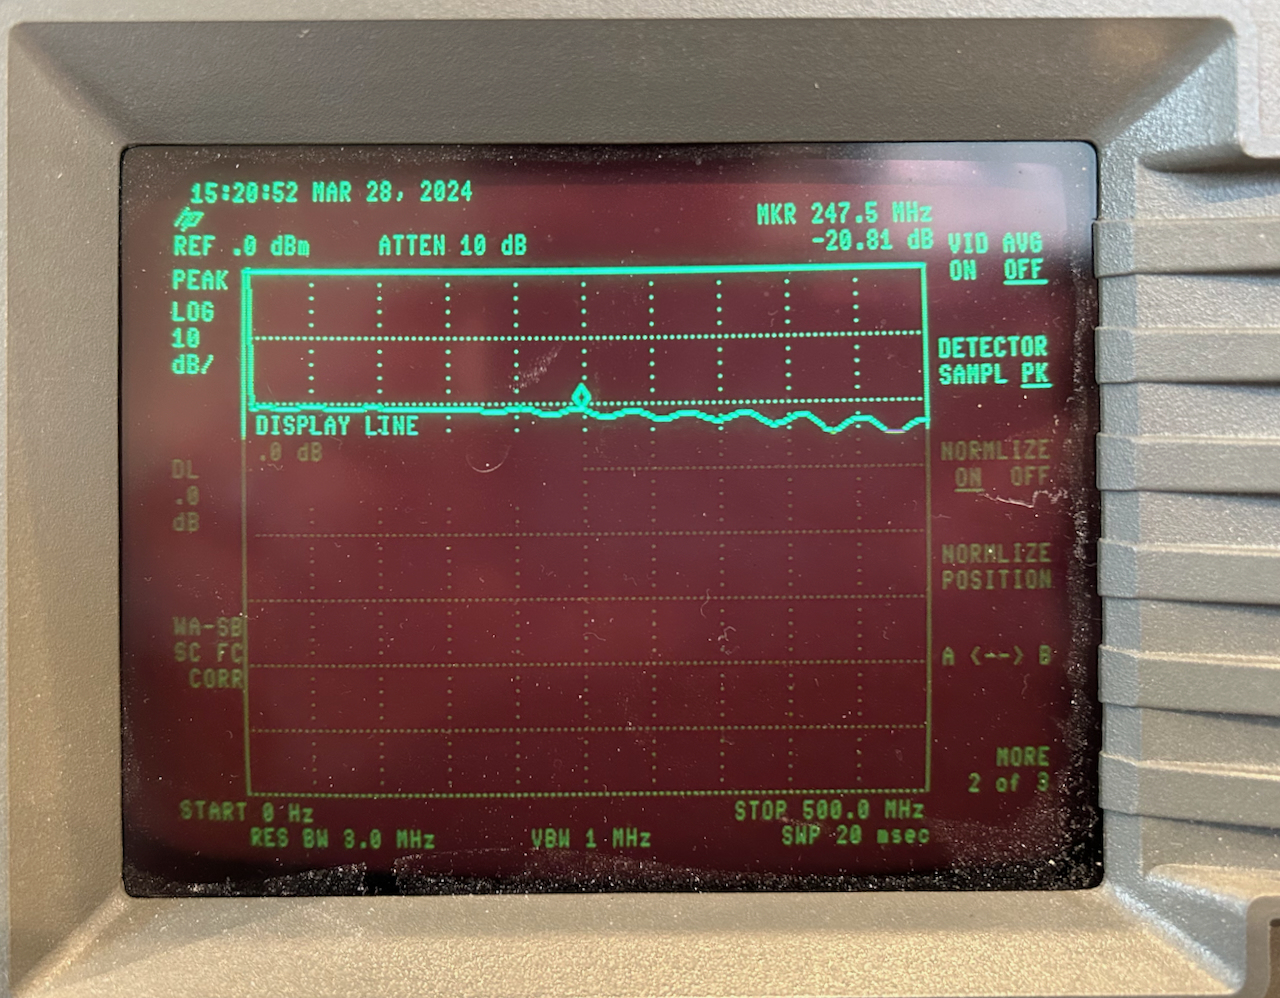 15:20:52 MAR 28, 2024
hp
MKR 247.5 MHz
-20.81 dB
REF .0 dBm ATTEN 10 dB
PEAK
LOG
10
dB/
DISPLAY LINE
.0 dB
DL
.0
dB
WA-SB
SC FC
CORR
START 0 Hz STOP 500.0 MHz
RES BW 3.0 MHz VBW 1 MHz SWP 20 msec
VID AVG
ON OFF
DETECTOR
SAMPL PK
NORMLIZE
ON OFF
NORMLIZE
POSITION
A <--> B
MORE
2 of 3